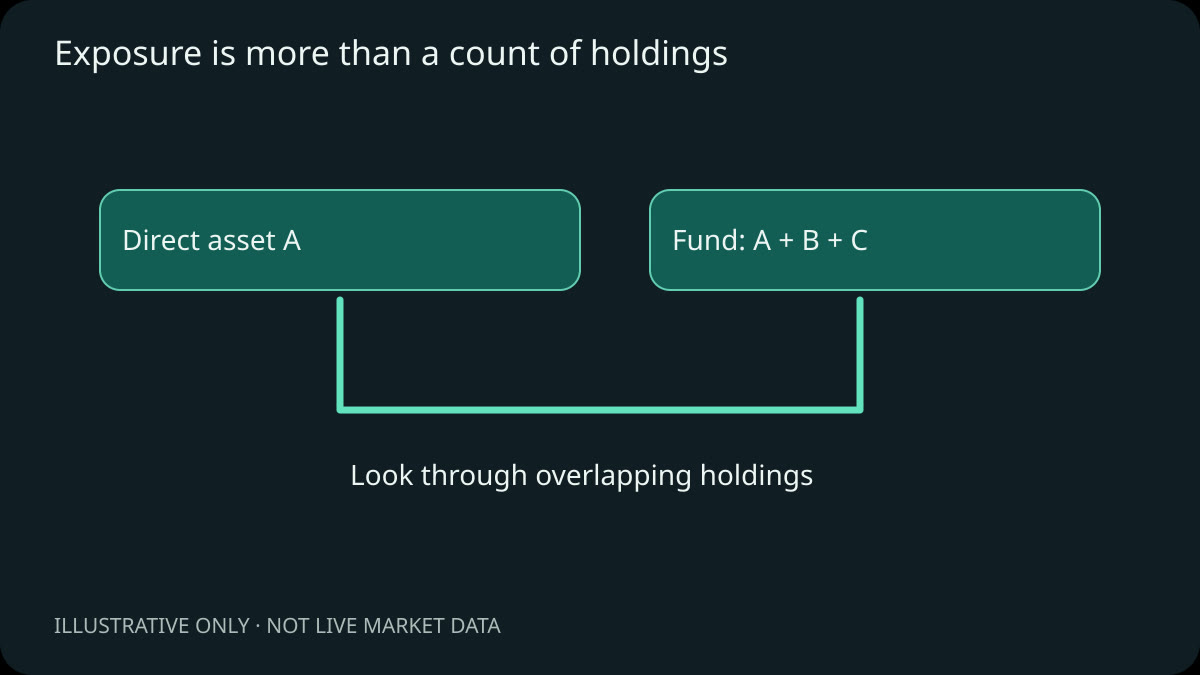 Exposure is more than a count of holdings
Direct asset A
Fund: A + B + C
Look through overlapping holdings
ILLUSTRATIVE ONLY · NOT LIVE MARKET DATA